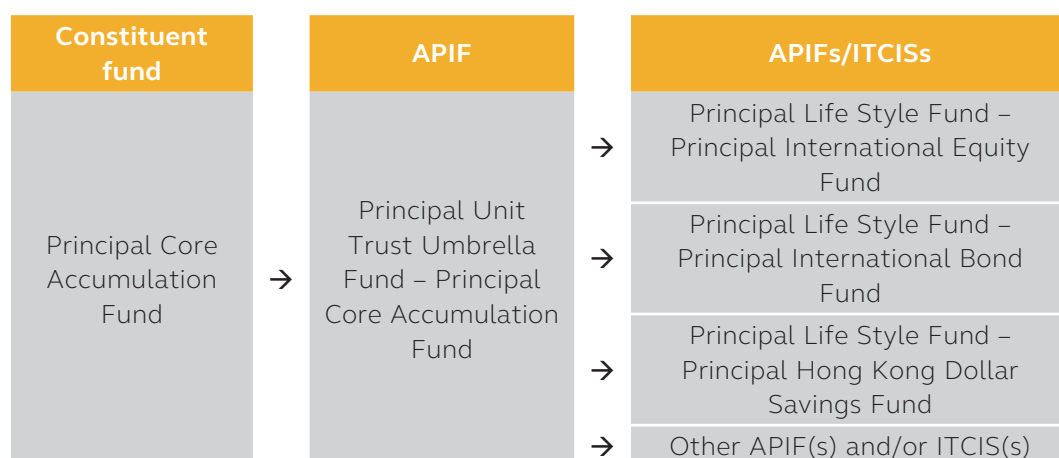 Constituent
fund
APIF
APIFs/ITCISs
Principal Core
Accumulation
Fund
→
Principal Unit
Trust Umbrella
Fund – Principal
Core Accumulation
Fund
→
Principal Life Style Fund –
Principal International Equity
Fund
→
Principal Life Style Fund –
Principal International Bond
Fund
→
Principal Life Style Fund –
Principal Hong Kong Dollar
Savings Fund
→
Other APIF(s) and/or ITCIS(s)